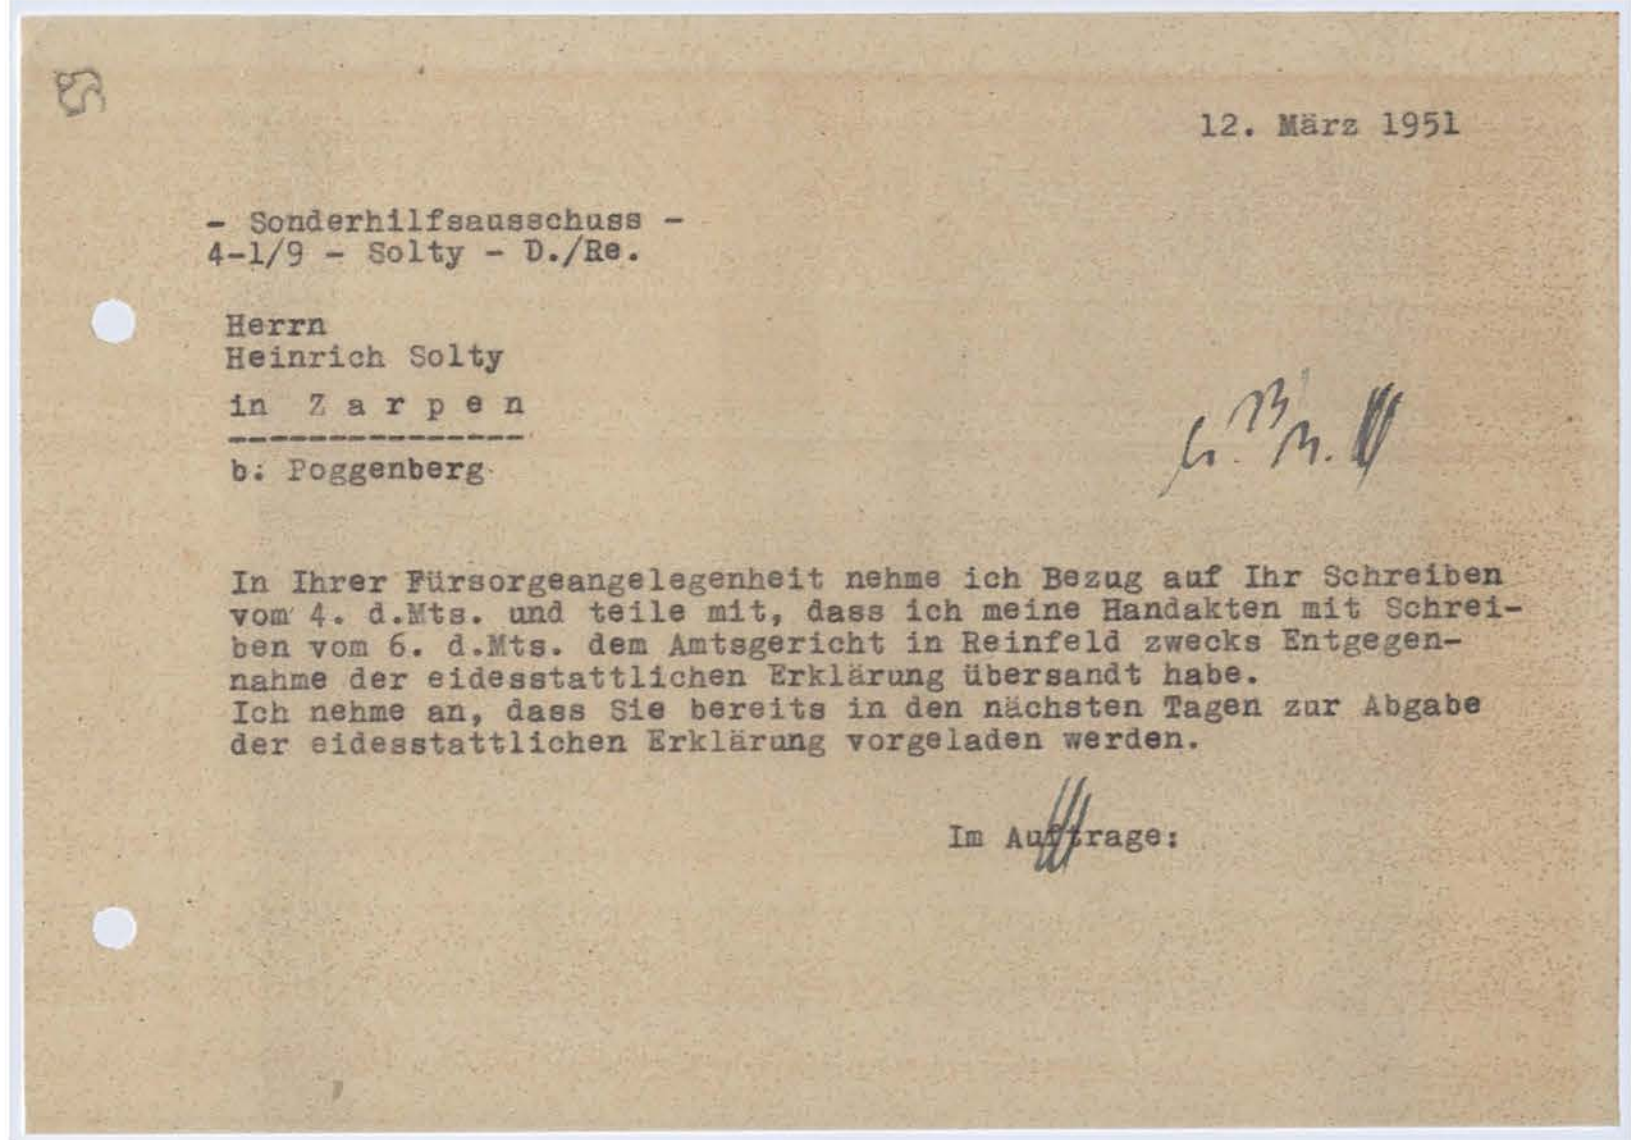 12. März 1951
- Sonderhilfsausschuss -
4-1/9 - Solty - D./Re.
Herrn
Heinrich Solty
in Zarpen
---------------
b: Poggenberg
In Ihrer Fürsorgeangelegenheit nehme ich Bezug auf Ihr Schreiben
vom 4. d.Mts. und teile mit, dass ich meine Handakten mit Schrei-
ben vom 6. d.Mts. dem Amtsgericht in Reinfeld zwecks Entgegen-
nahme der eidesstattlichen Erklärung übersandt habe.
Ich nehme an, dass Sie bereits in den nächsten Tagen zur Abgabe
der eidesstattlichen Erklärung vorgeladen werden.
Im Auftrage: